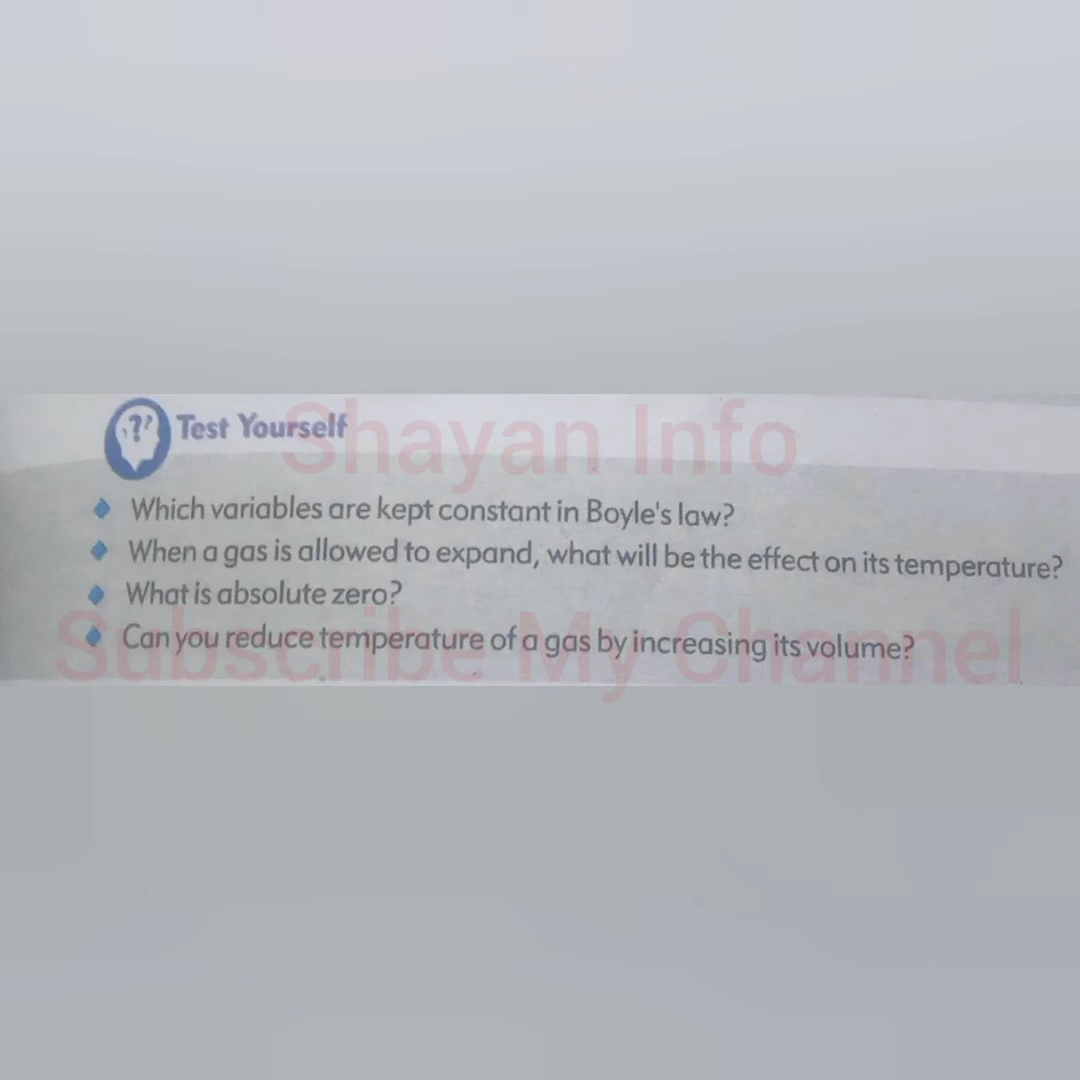 ?? Test Yourself
Shayan Info
Which variables are kept constant in Boyle's law?
When a gas is allowed to expand, what will be the effect on its temperature?
What is absolute zero?
Can you reduce temperature of a gas by increasing its volume?
Subscribe My Channel